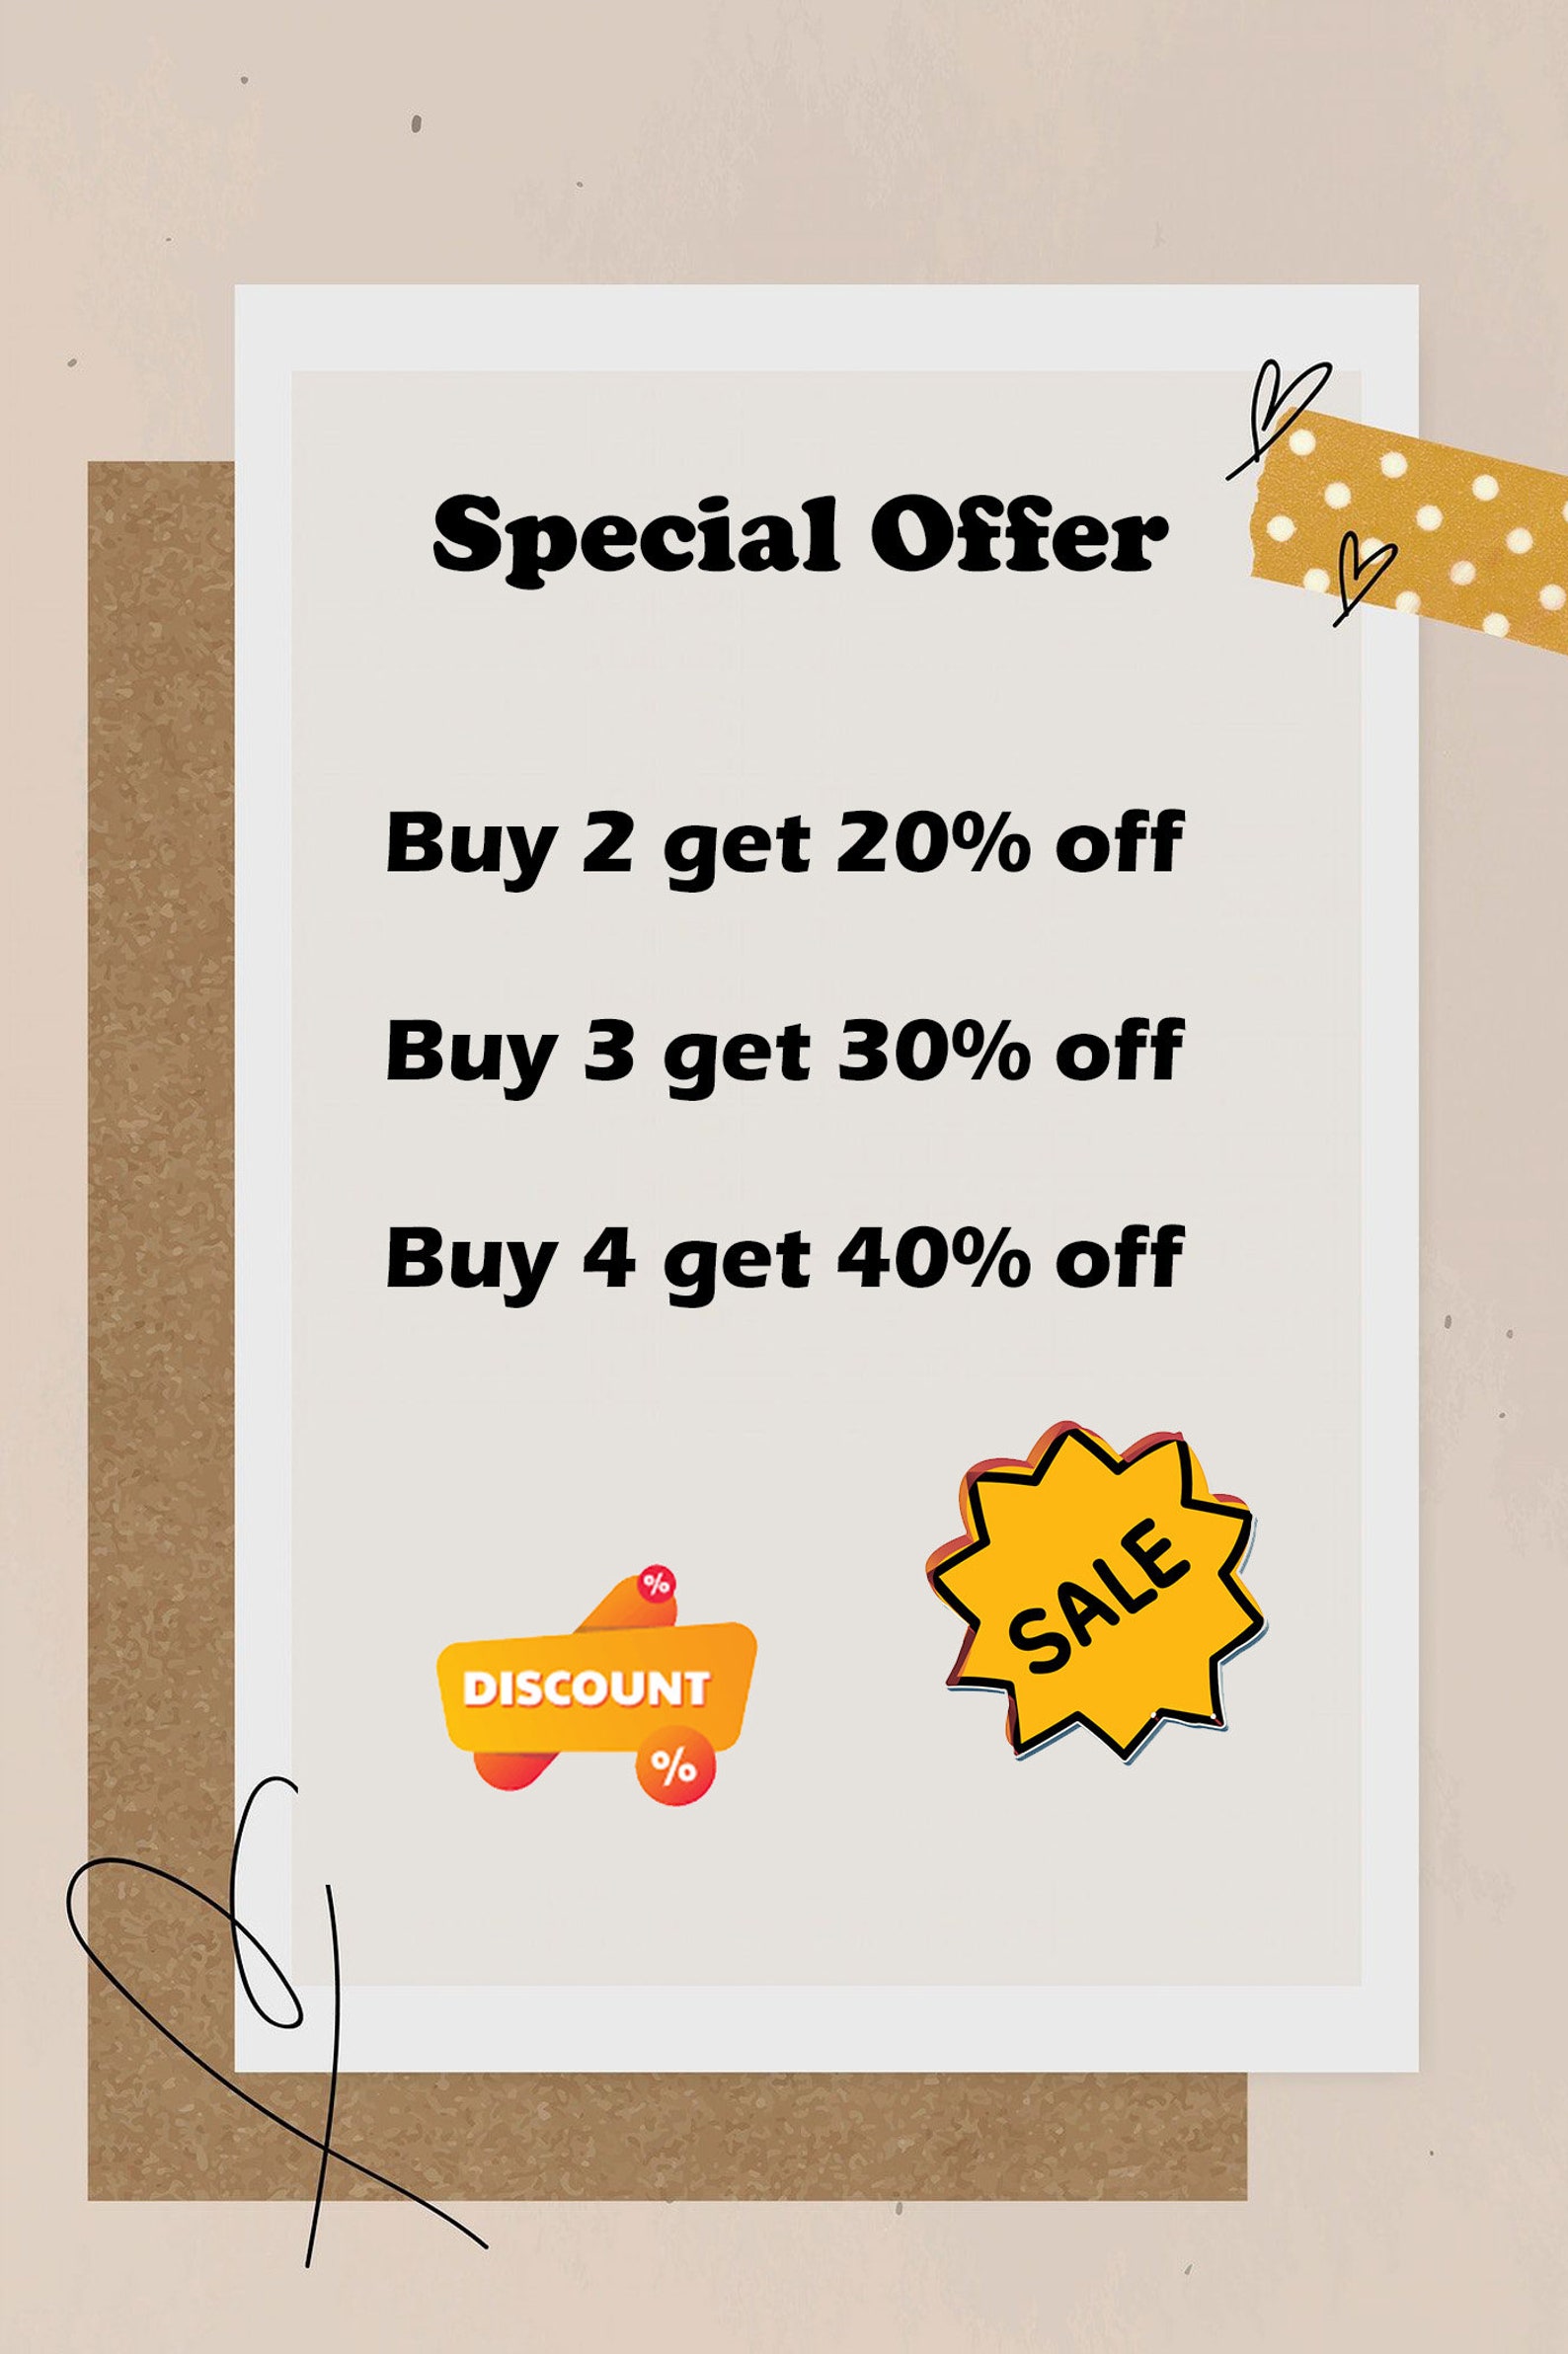 Special Offer
Buy 2 get 20% off
Buy 3 get 30% off
Buy 4 get 40% off
SALE
%
DISCOUNT
%